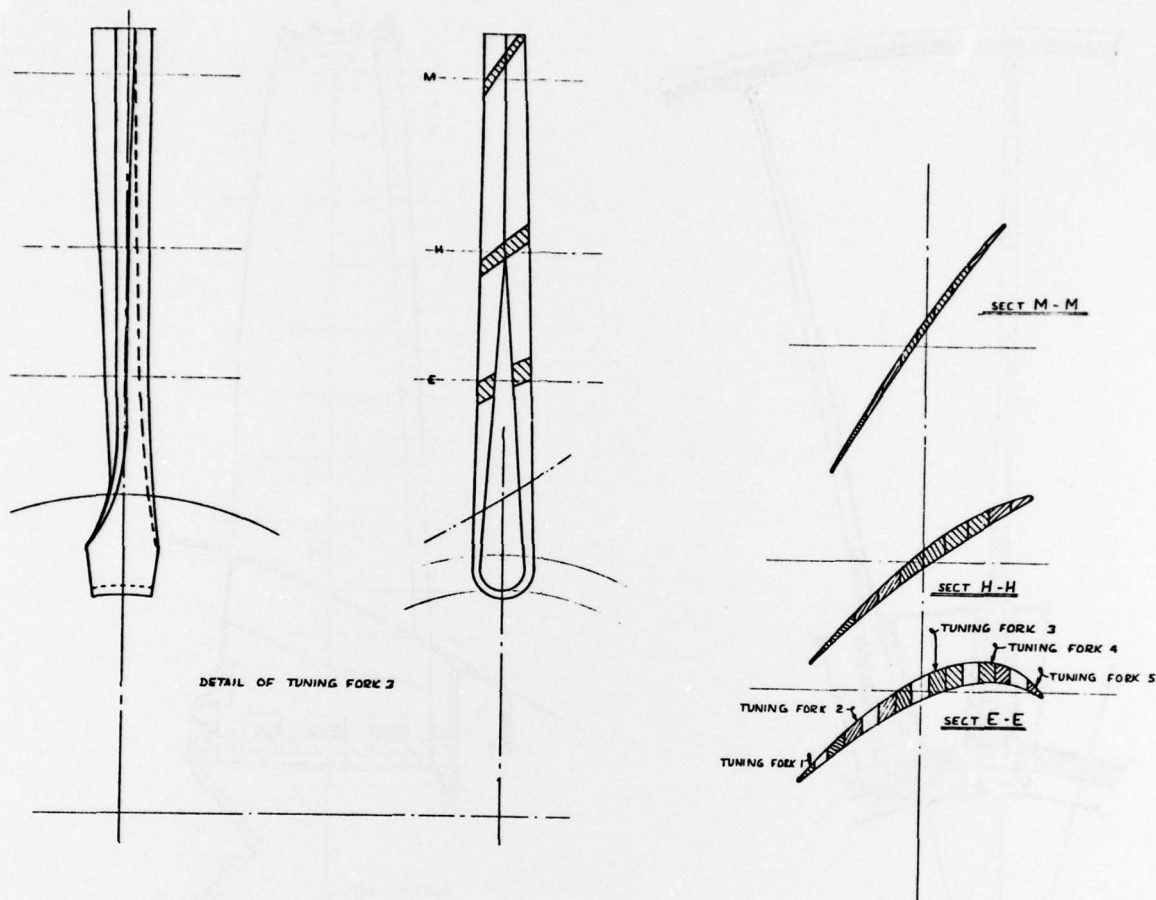 M
H
E
DETAIL OF TUNING FORK 3
SECT M-M
SECT H-H
TUNING FORK 3
TUNING FORK 4
TUNING FORK 5
TUNING FORK 2
SECT E-E
TUNING FORK 1